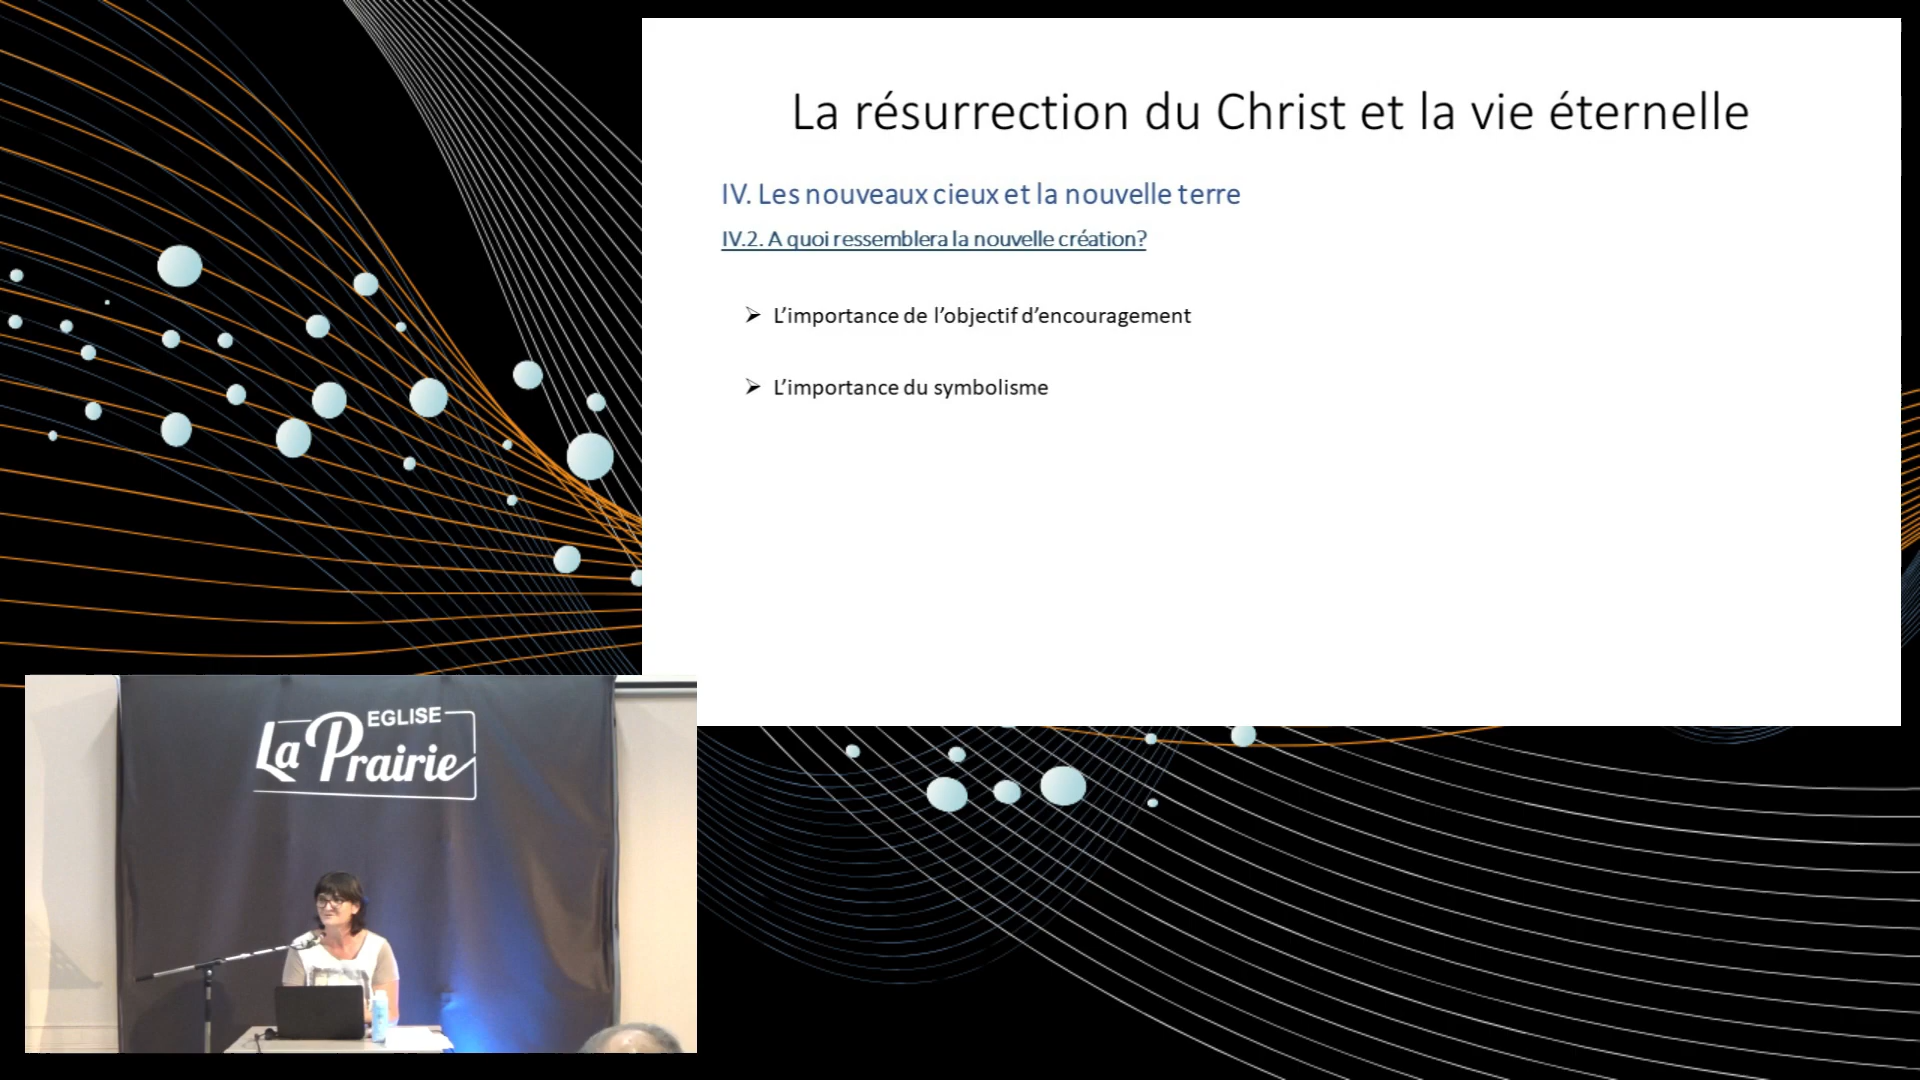 La résurrection du Christ et la vie éternelle
IV. Les nouveaux cieux et la nouvelle terre
IV.2. A quoi ressemblera la nouvelle création?
➢ L’importance de l’objectif d’encouragement
➢ L’importance du symbolisme
EGLISE
La Prairie